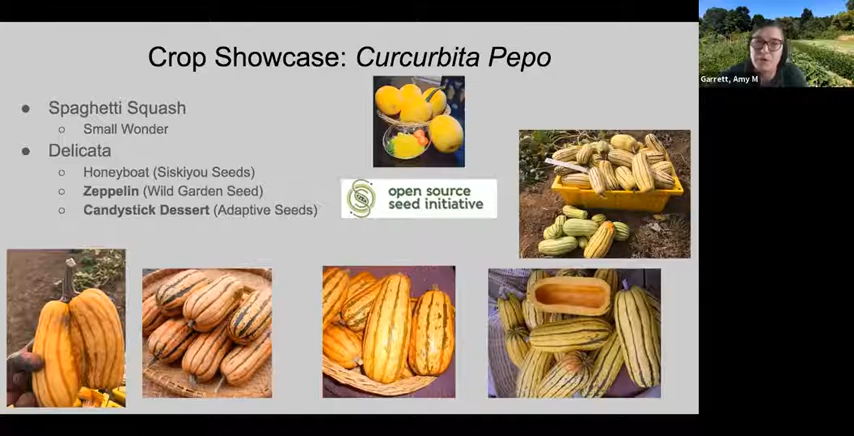 Crop Showcase: Curcurbita Pepo
Garrett, Amy M
● Spaghetti Squash
○ Small Wonder
● Delicata
○ Honeyboat (Siskiyou Seeds)
○ Zeppelin (Wild Garden Seed)
○ Candystick Dessert (Adaptive Seeds)
open source
seed initiative